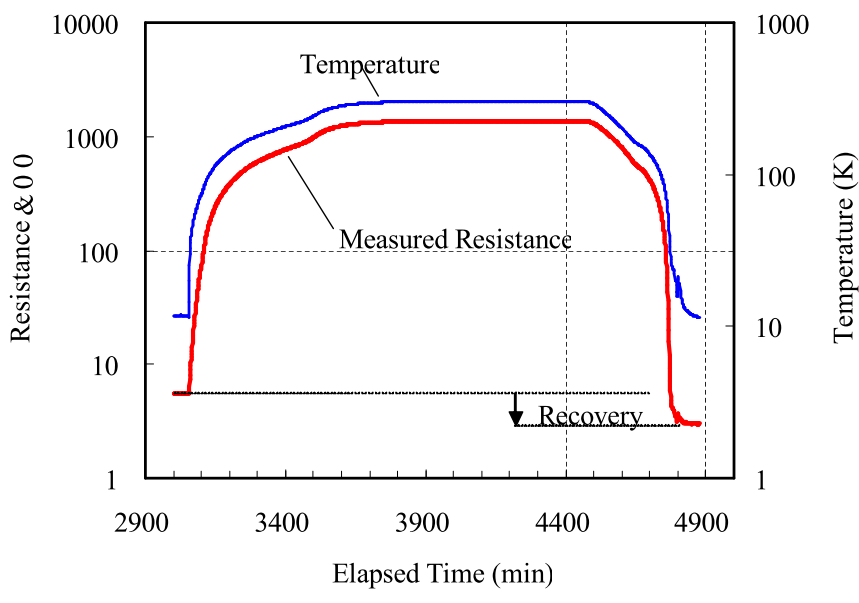 10000
1000
100
10
1
Resistance & 0 0
1000
100
10
1
Temperature (K)
Temperature
Measured Resistance
Recovery
2900
3400
3900
4400
4900
Elapsed Time (min)